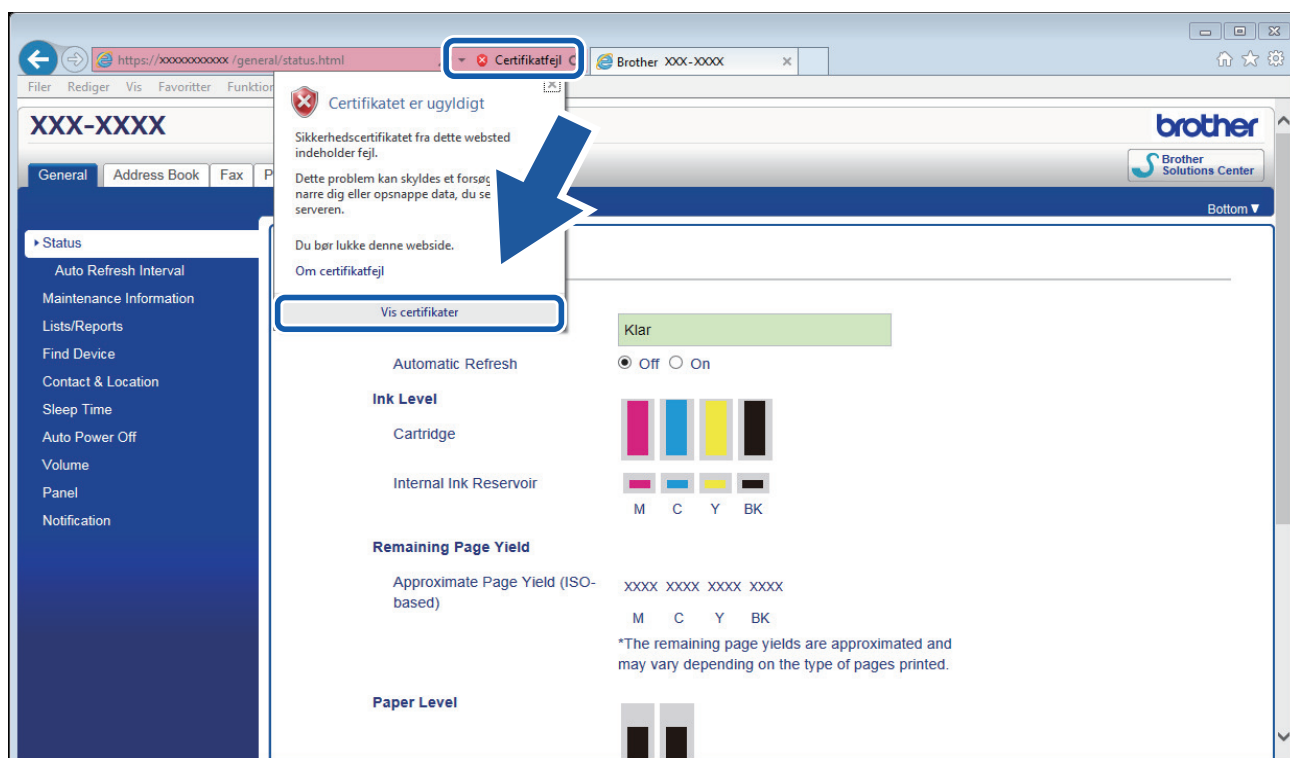 https://xxxxxxxxxxx /general/status.html
Certifikatfejl
Brother XXX-XXXX
Filer Rediger Vis Favoritter
Certifikatet er ugyldigt
Sikkerhedscertifikatet fra dette websted
indeholder fejl.
Dette problem kan skyldes et
narre dig eller opsnappe data, du
serveren.
Du bør lukke denne webside.
Om certifikatfejl
Vis certifikater
XXX-XXXX
brother
General Address Book Fax P
Brother
Solutions Center
Bottom▼
Status
Auto Refresh Interval
Maintenance Information
Lists/Reports
Find Device
Contact & Location
Sleep Time
Auto Power Off
Volume
Panel
Notification
Klar
Automatic Refresh Off On
Ink Level
Cartridge
Internal Ink Reservoir
M C Y BK
Remaining Page Yield
Approximate Page Yield (ISO-
based)
XXXX XXXX XXXX XXXX
M C Y BK
*The remaining page yields are approximated and
may vary depending on the type of pages printed.
Paper Level